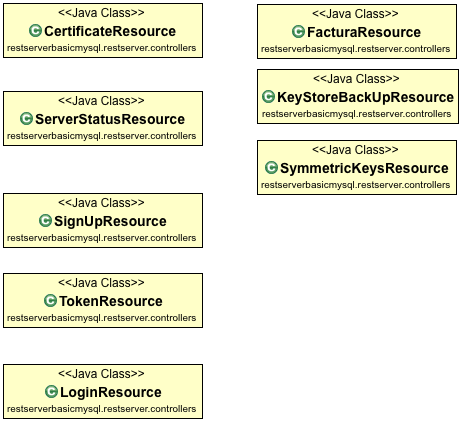 <<Java Class>>
CertificateResource
restserverbasicmysql.restserver.controllers
<<Java Class>>
ServerStatusResource
restserverbasicmysql.restserver.controllers
<<Java Class>>
SignUpResource
restserverbasicmysql.restserver.controllers
<<Java Class>>
TokenResource
restserverbasicmysql.restserver.controllers
<<Java Class>>
LoginResource
restserverbasicmysql.restserver.controllers
<<Java Class>>
FacturaResource
restserverbasicmysql.restserver.controllers
<<Java Class>>
KeyStoreBackUpResource
restserverbasicmysql.restserver.controllers
<<Java Class>>
SymmetricKeysResource
restserverbasicmysql.restserver.controllers